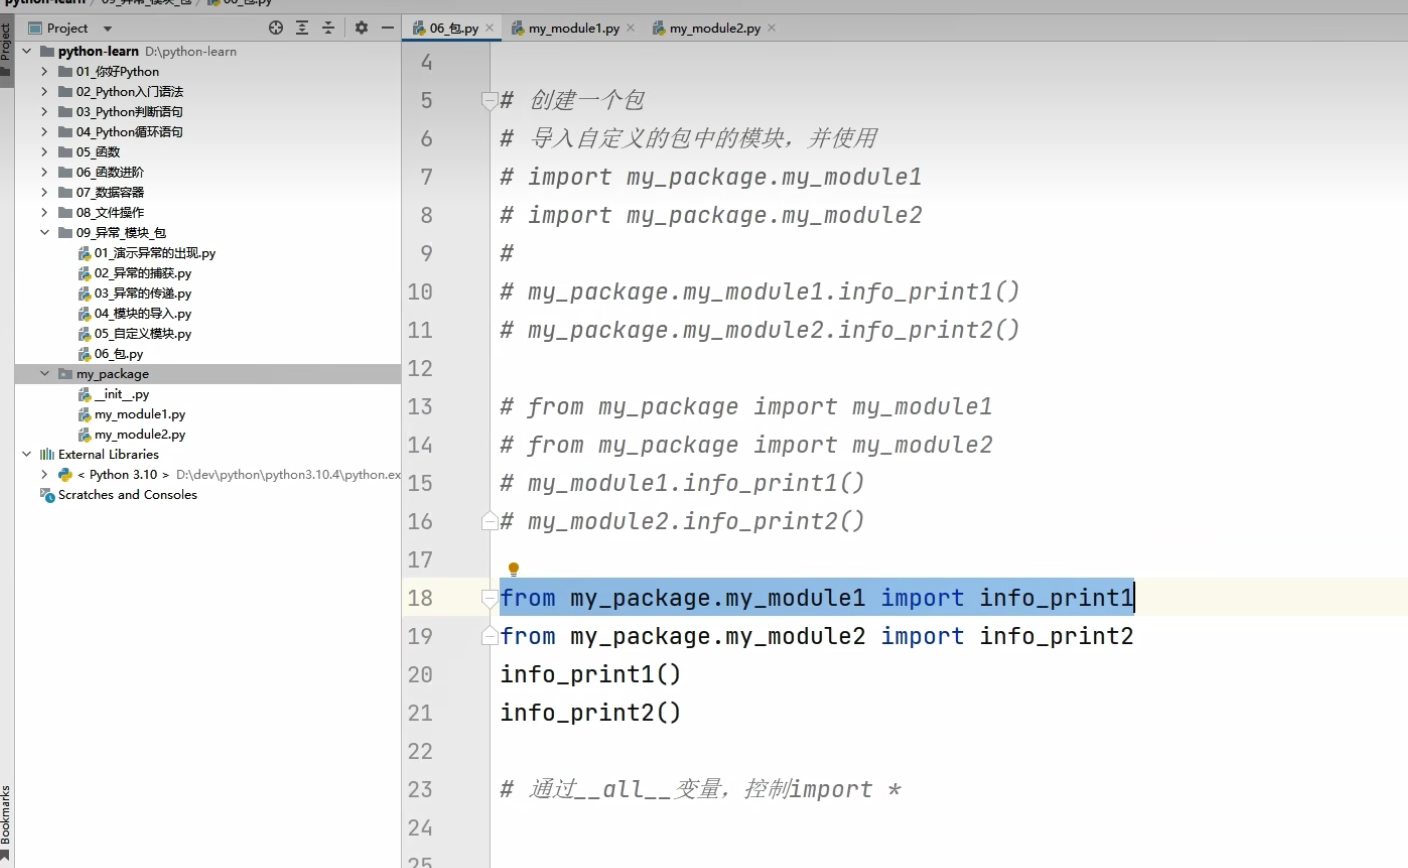 python-learn 09_异常_模块_包 06_包.py
Project
Project
06_包.py my_module1.py my_module2.py
python-learn D:\python-learn
01_你好Python
02_Python入门语法
03_Python判断语句
04_Python循环语句
05_函数
06_函数进阶
07_数据容器
08_文件操作
09_异常_模块_包
01_演示异常的出现.py
02_异常的捕获.py
03_异常的传递.py
04_模块的导入.py
05_自定义模块.py
06_包.py
my_package
__init__.py
my_module1.py
my_module2.py
External Libraries
< Python 3.10 > D:\dev\python\python3.10.4\python.ex
Scratches and Consoles
Bookmarks
4
5 # 创建一个包
6 # 导入自定义的包中的模块，并使用
7 # import my_package.my_module1
8 # import my_package.my_module2
9 #
10 # my_package.my_module1.info_print1()
11 # my_package.my_module2.info_print2()
12
13 # from my_package import my_module1
14 # from my_package import my_module2
15 # my_module1.info_print1()
16 # my_module2.info_print2()
17
18 from my_package.my_module1 import info_print1
19 from my_package.my_module2 import info_print2
20 info_print1()
21 info_print2()
22
23 # 通过__all__变量，控制import *
24
25